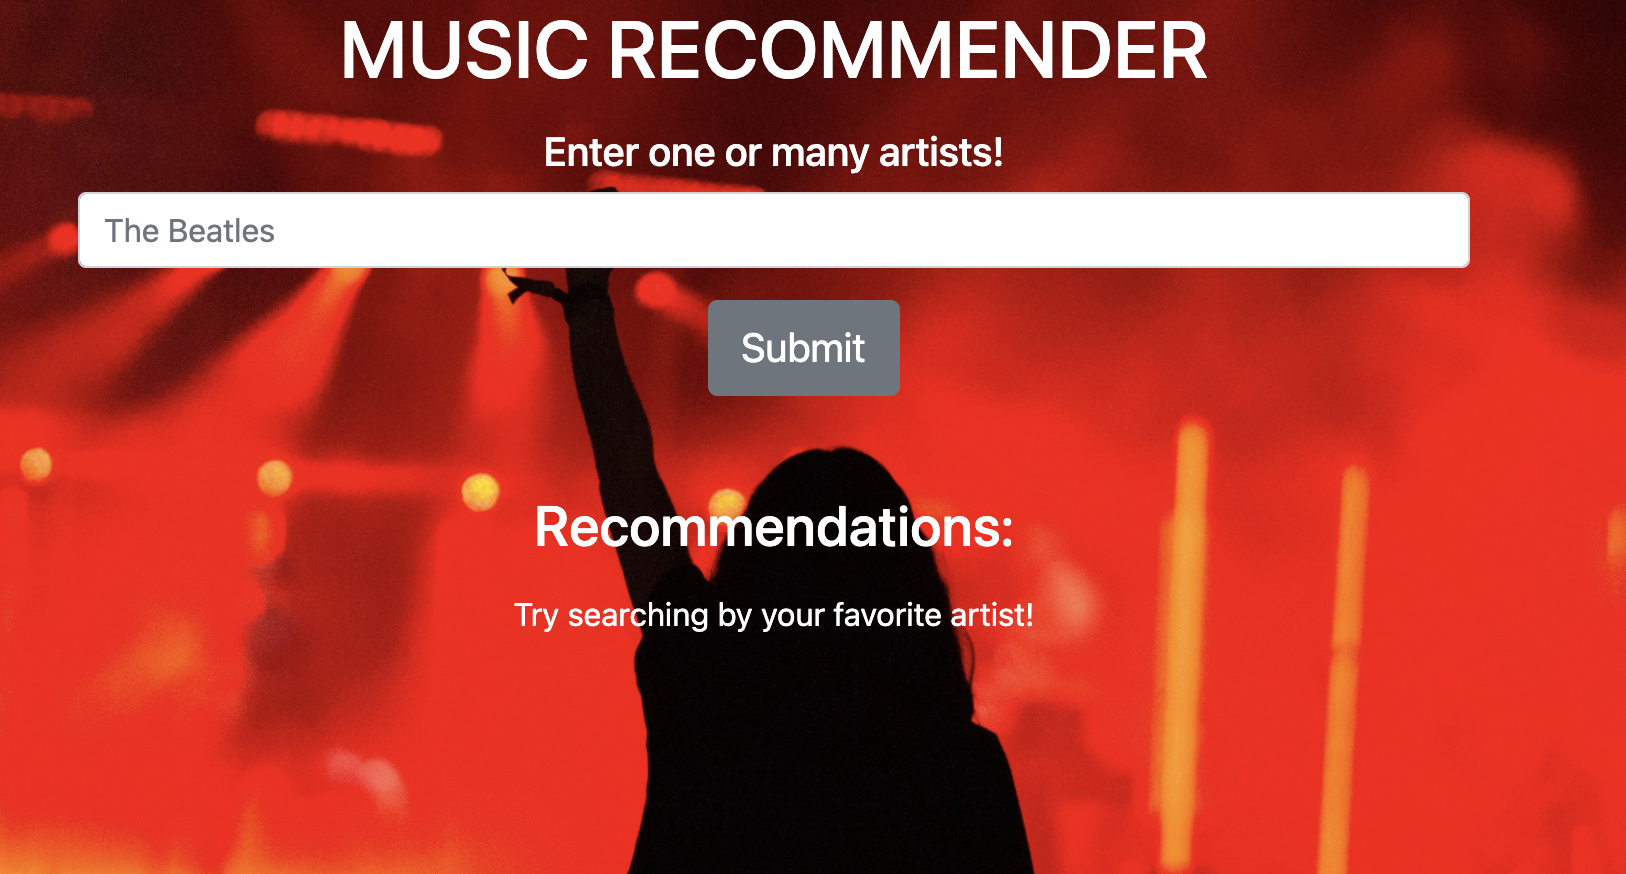 MUSIC RECOMMENDER
Enter one or many artists!
The Beatles
Submit
Recommendations:
Try searching by your favorite artist!